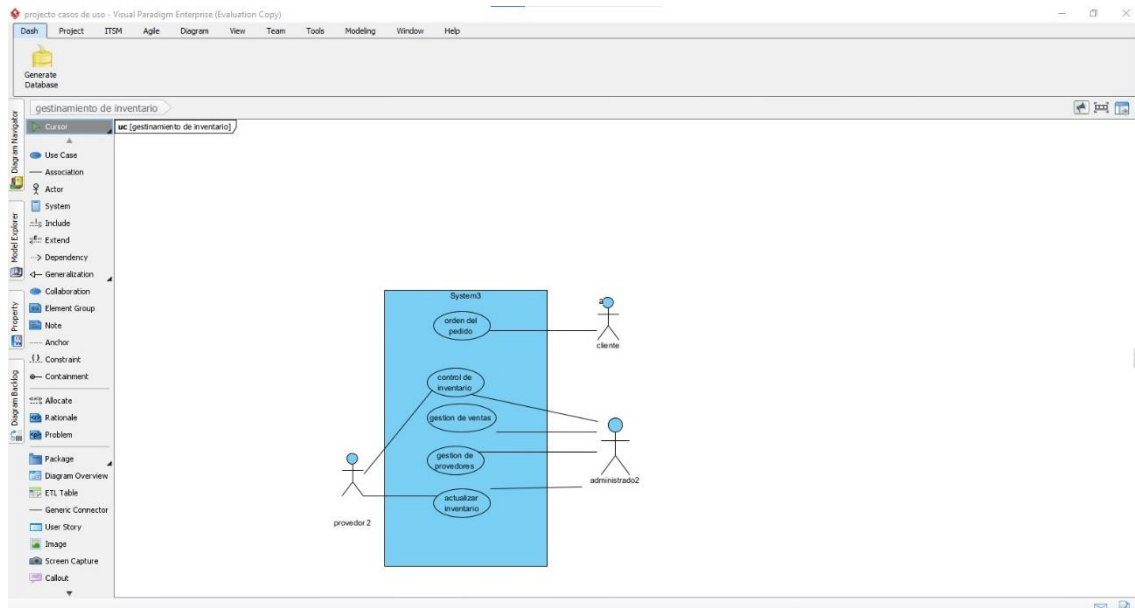 projecto casos de uso - Visual Paradigm Enterprise (Evaluation Copy)
Dash Project ITSM Agile Diagram View Team Tools Modeling Window Help
Generate
Database
gestinamiento de inventario
Diagram Navigator
Model Explorer
Property
Diagram Backlog
Cursor
Use Case
Association
Actor
System
Include
Extend
Dependency
Generalization
Collaboration
Element Group
Note
Anchor
Constraint
Containment
Allocate
Rationale
Problem
Package
Diagram Overview
ETL Table
Generic Connector
User Story
Image
Screen Capture
Callout
uc [gestinamiento de inventario]
System3
orden del
pedido
a
cliente
control de
inventario
gestion de ventas
gestion de
provedores
administrado2
actualizar
inventario
provedor 2